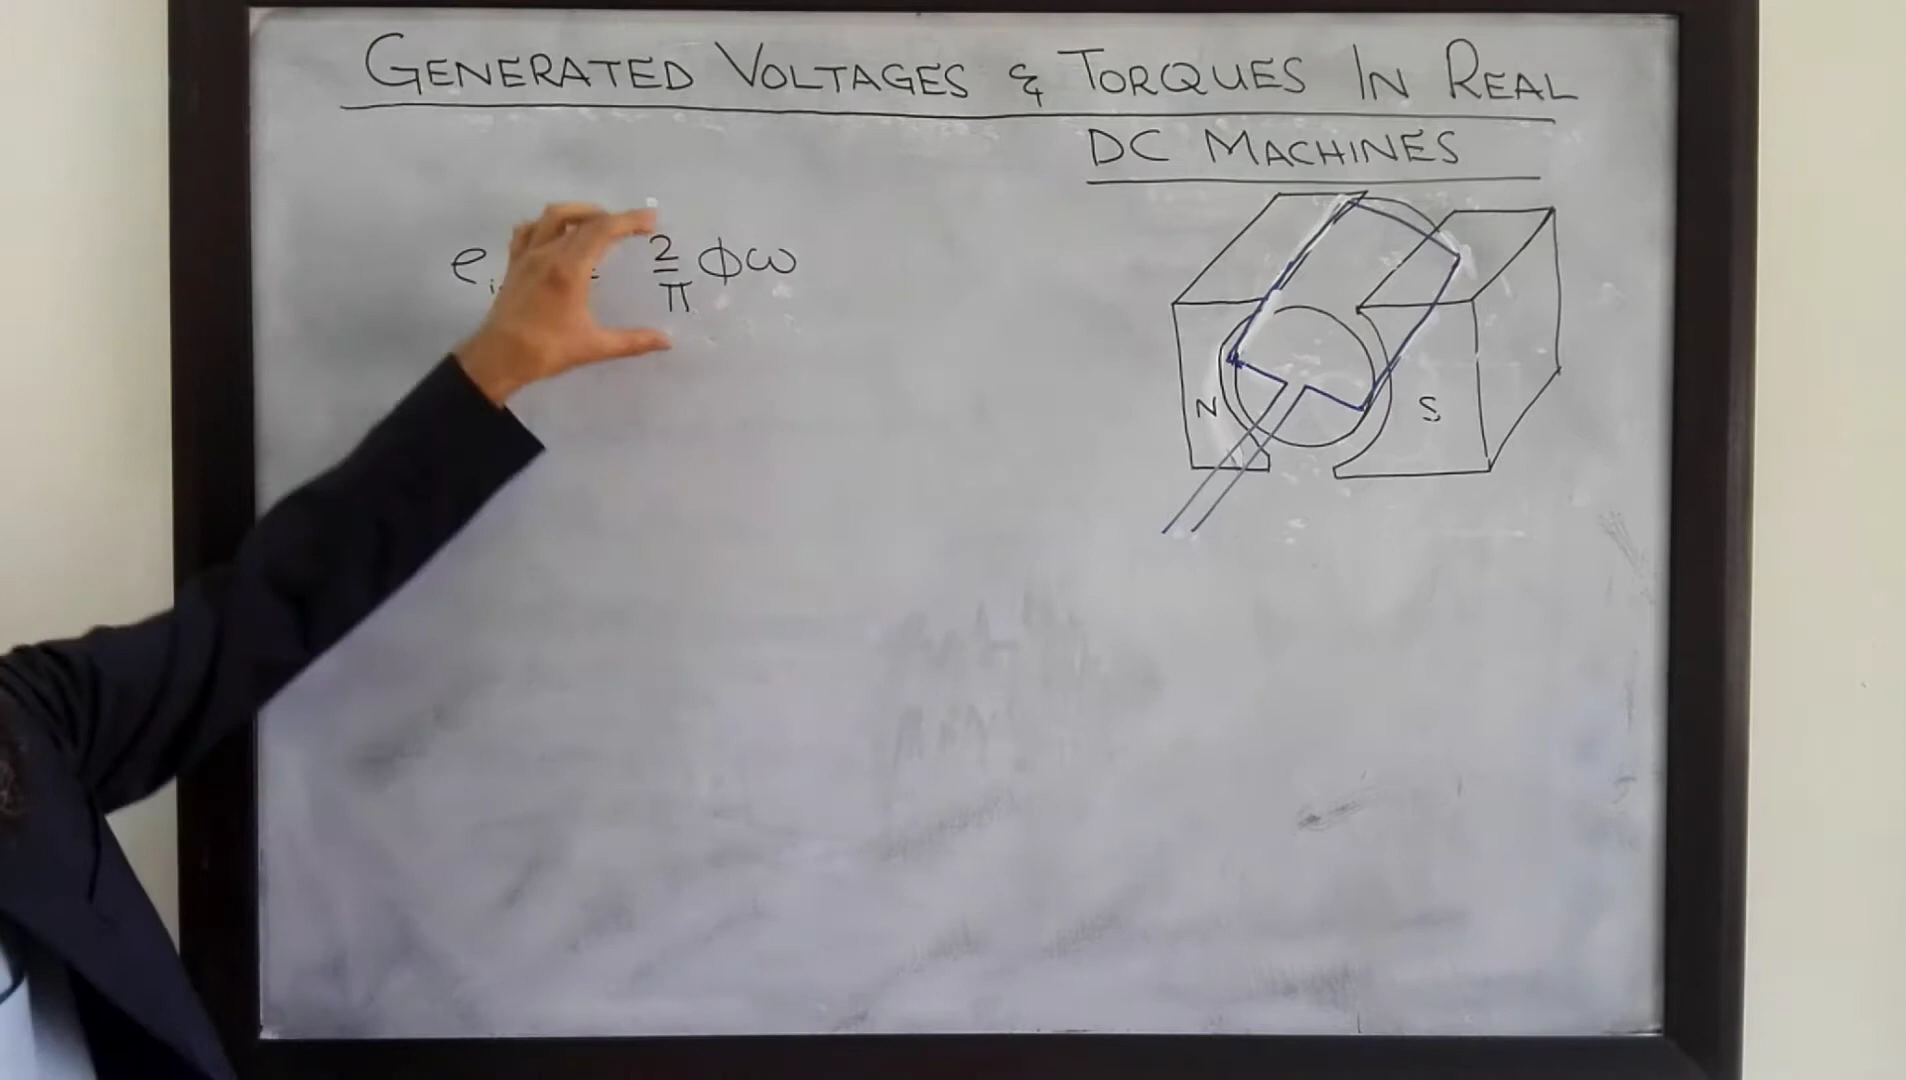 GENERATED VOLTAGES & TORQUES IN REAL
DC MACHINES
e = 2/π ϕω
N
S